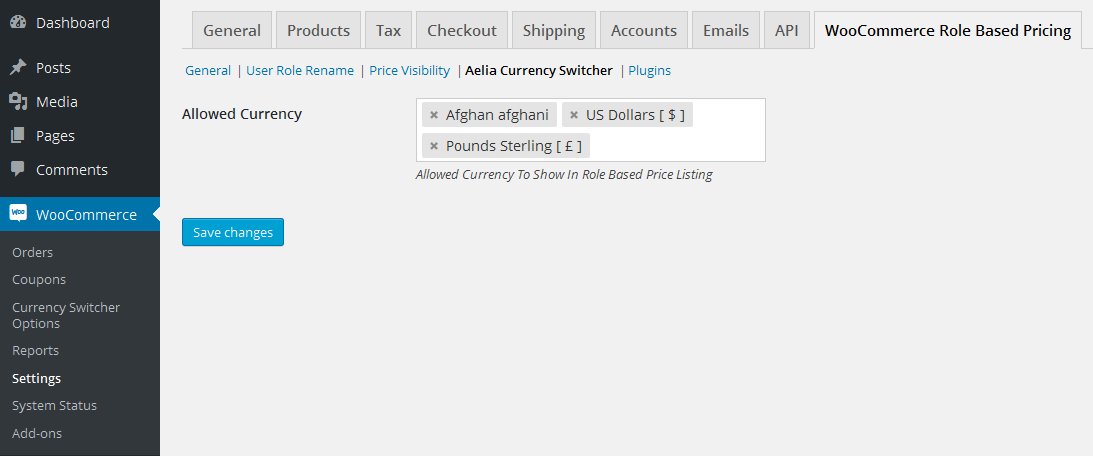 Dashboard
Posts
Media
Pages
Comments
Woo WooCommerce
Orders
Coupons
Currency Switcher
Options
Reports
Settings
System Status
Add-ons
General Products Tax Checkout Shipping Accounts Emails API WooCommerce Role Based Pricing
General | User Role Rename | Price Visibility | Aelia Currency Switcher | Plugins
Allowed Currency
× Afghan afghani × US Dollars [ $ ]
× Pounds Sterling [ £ ]
Allowed Currency To Show In Role Based Price Listing
Save changes